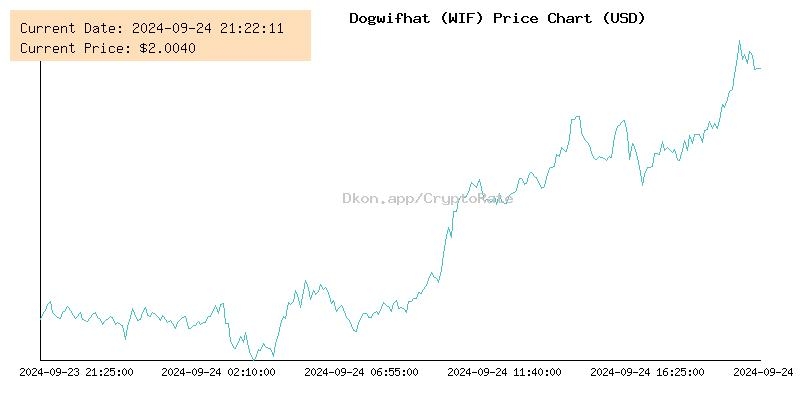 Dogwifhat (WIF) Price Chart (USD)
Current Date: 2024-09-24 21:22:11
Current Price: $2.0040
Dkon.app/CryptoRate
2024-09-23 21:25:00 2024-09-24 02:10:00 2024-09-24 06:55:00 2024-09-24 11:40:00 2024-09-24 16:25:00 2024-09-24